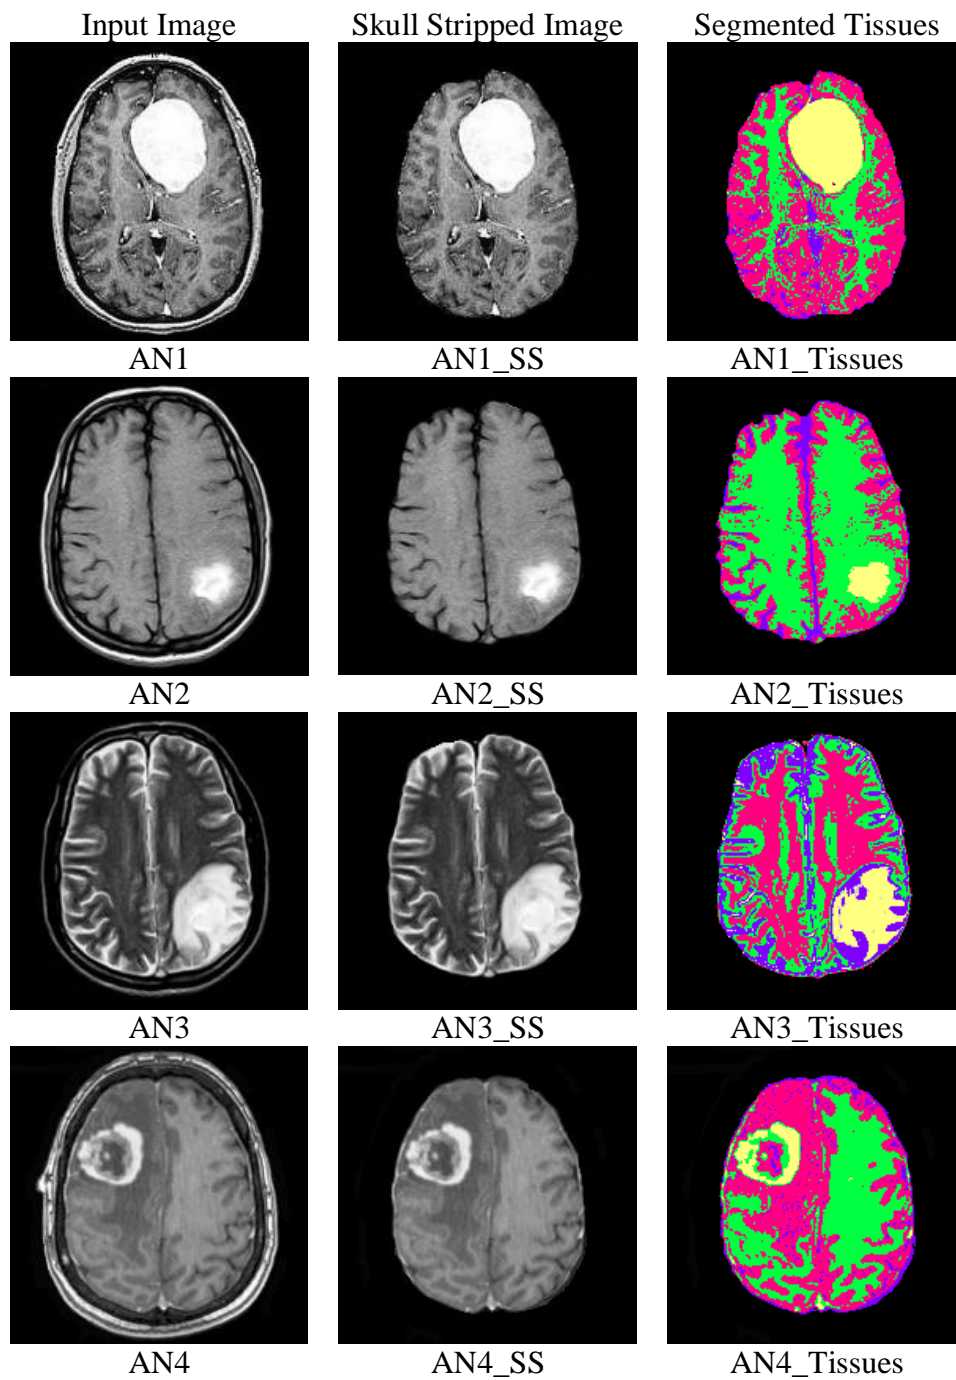 Input Image Skull Stripped Image Segmented Tissues
AN1 AN1_SS AN1_Tissues
AN2 AN2_SS AN2_Tissues
AN3 AN3_SS AN3_Tissues
AN4 AN4_SS AN4_Tissues